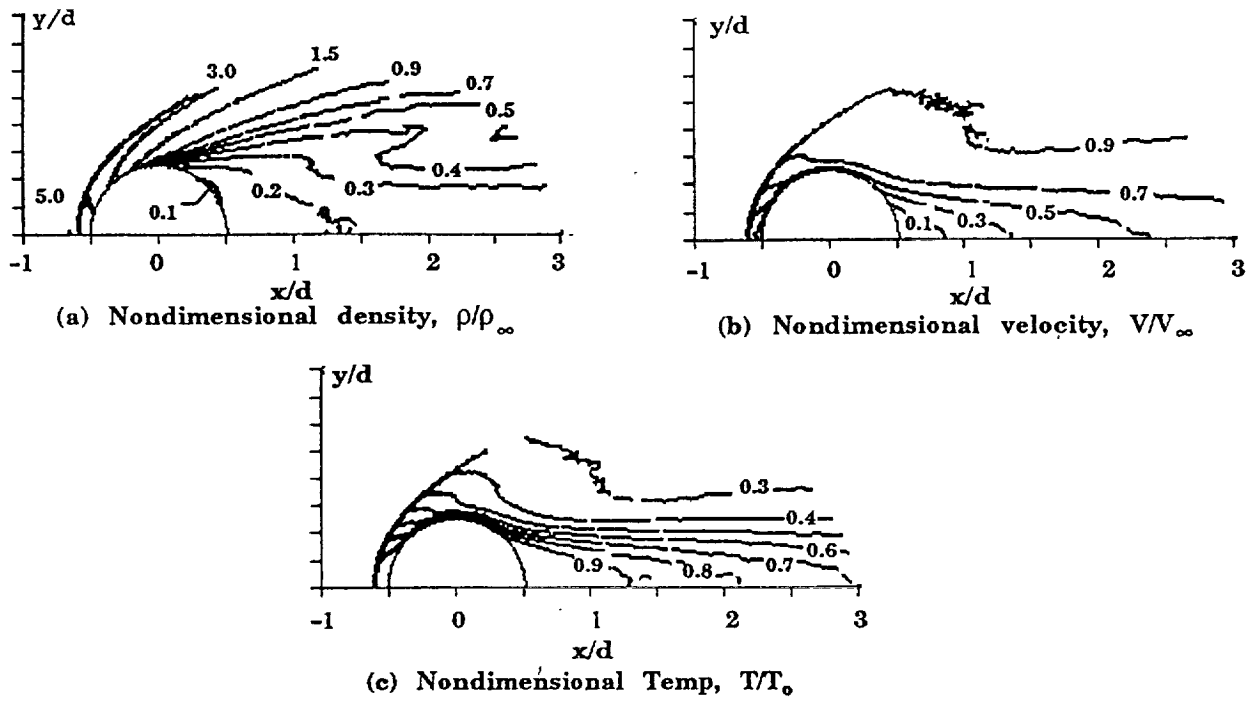 y/d
3.0
1.5
0.9
0.7
0.5
0.4
0.3
0.2
0.1
5.0
-1 0 1 2 3
x/d
(a) Nondimensional density, ρ/ρ∞
y/d
0.9
0.7
0.5
0.3
0.1
-1 0 1 2 3
x/d
(b) Nondimensional velocity, V/V∞
y/d
0.3
0.4
0.6
0.7
0.8
0.9
-1 0 1 2 3
x/d
(c) Nondimensional Temp, T/To